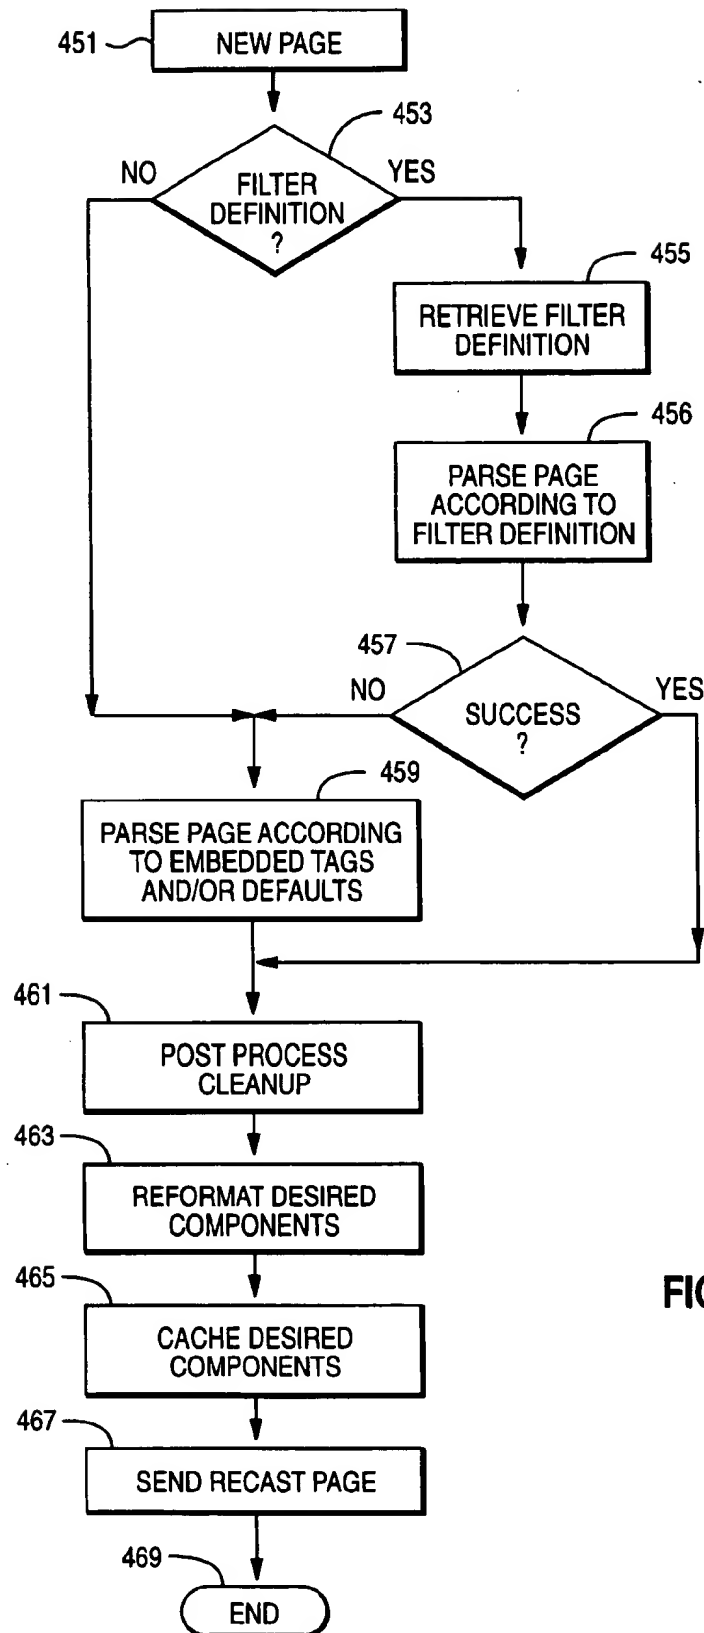 451
NEW PAGE
453
NO
YES
FILTER
DEFINITION
?
455
RETRIEVE FILTER
DEFINITION
456
PARSE PAGE
ACCORDING TO
FILTER DEFINITION
457
NO
YES
SUCCESS
?
459
PARSE PAGE ACCORDING
TO EMBEDDED TAGS
AND/OR DEFAULTS
461
POST PROCESS
CLEANUP
463
REFORMAT DESIRED
COMPONENTS
465
CACHE DESIRED
COMPONENTS
FIG
467
SEND RECAST PAGE
469
END